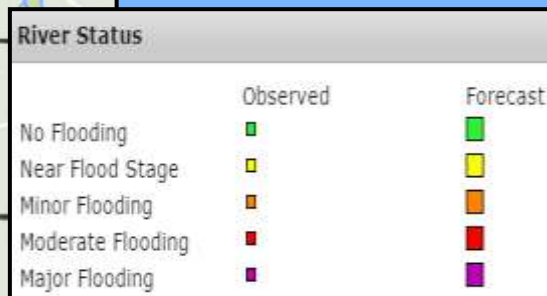 River Status
Observed Forecast
No Flooding
Near Flood Stage
Minor Flooding
Moderate Flooding
Major Flooding